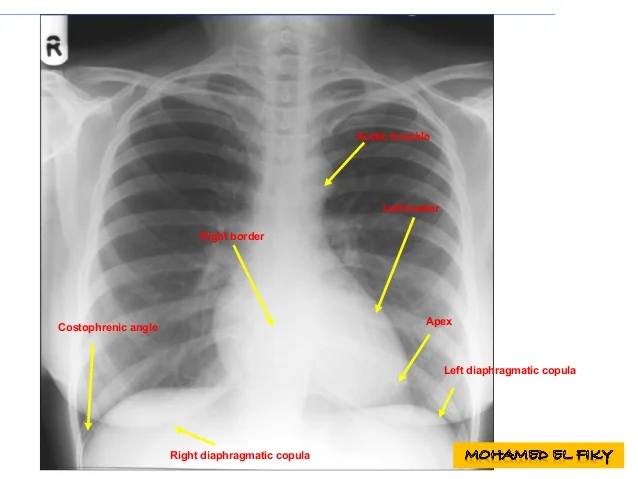 R
Aortic knuckle
Left border
Right border
Apex
Costophrenic angle
Left diaphragmatic copula
Right diaphragmatic copula
MOHAMED EL FIKY